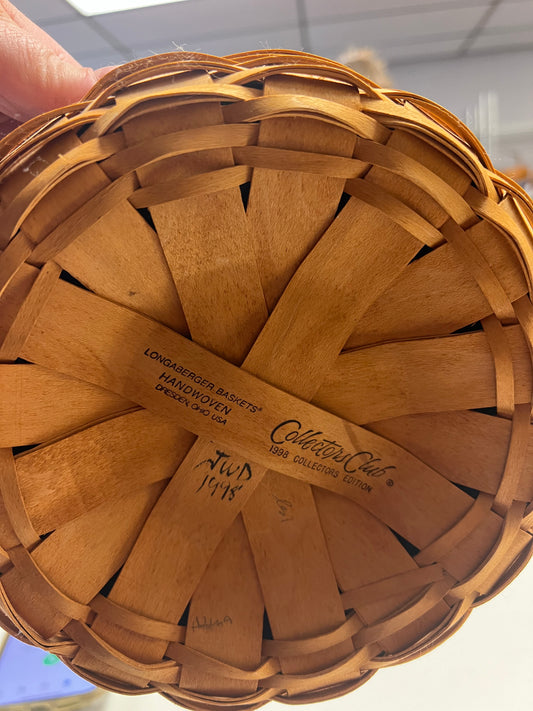 LONGABERGER BASKETS®
HANDWOVEN
DRESDEN, OHIO USA
Collectors Club®
1998 COLLECTORS EDITION
JWD
1998